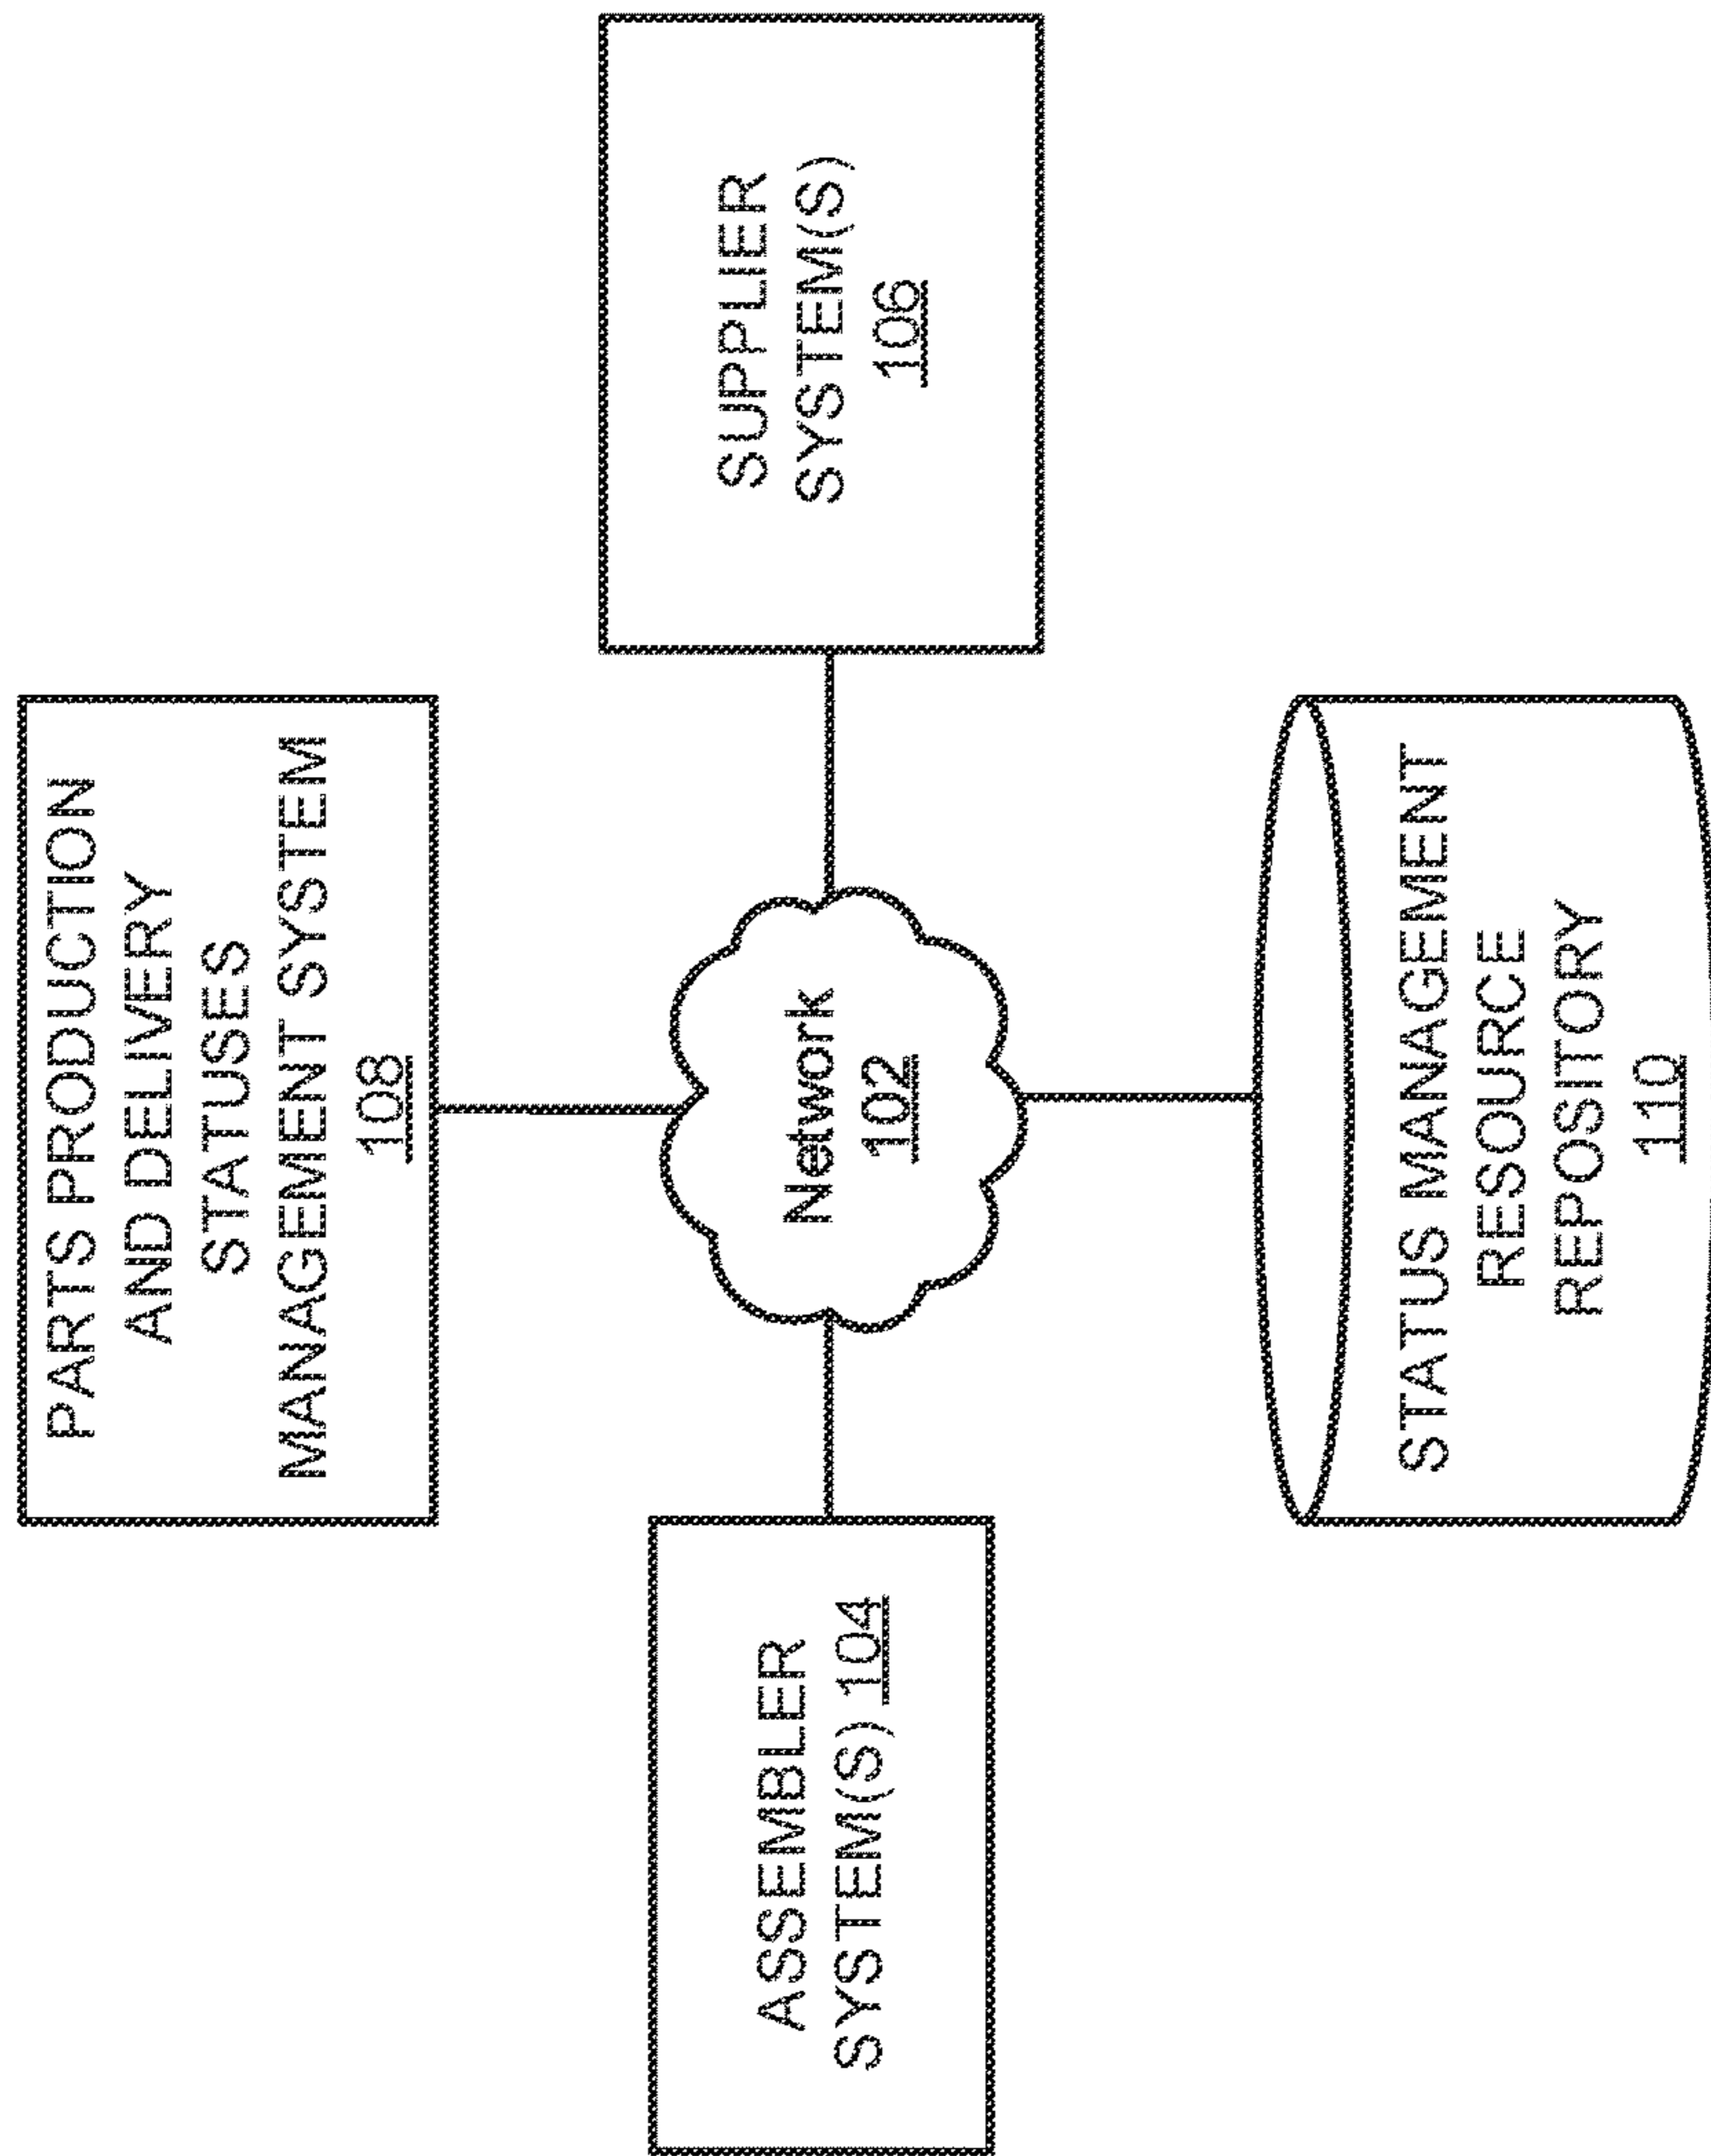 PARTS PRODUCTION
AND DELIVERY
STATUSES
MANAGEMENT SYSTEM
108
ASSEMBLER
SYSTEM(S) 104
Network
102
SUPPLIER
SYSTEM(S)
106
STATUS MANAGEMENT
RESOURCE
REPOSITORY
110